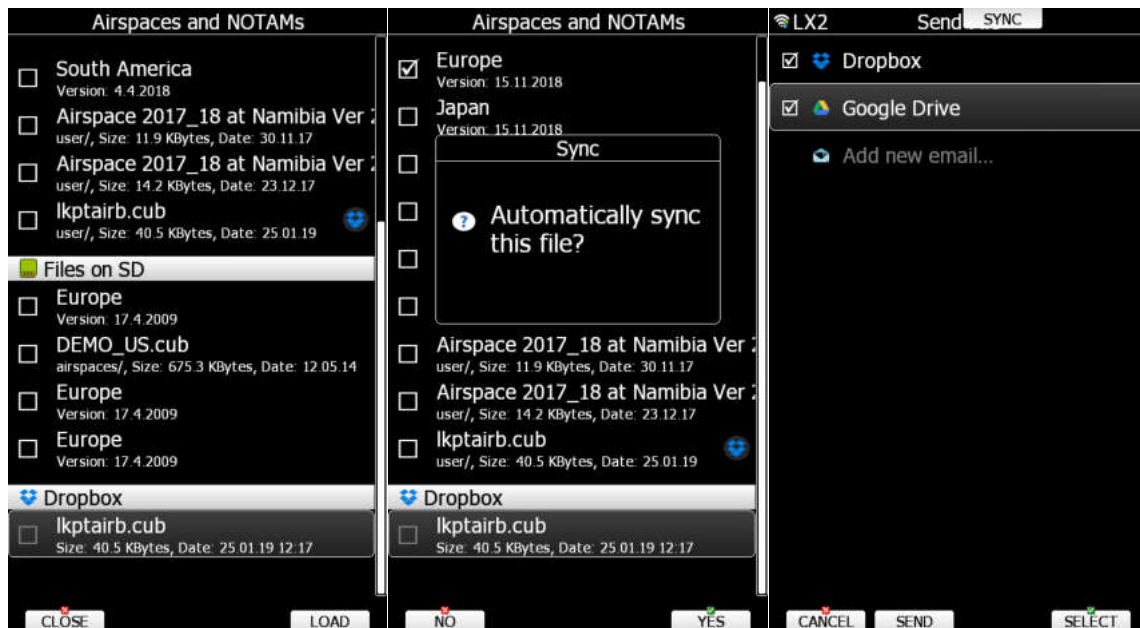 Airspaces and NOTAMs
South America
Version: 4.4.2018
Airspace 2017_18 at Namibia Ver
user/, Size: 11.9 KBytes, Date: 30.11.17
Airspace 2017_18 at Namibia Ver
user/, Size: 14.2 KBytes, Date: 23.12.17
lkptairb.cub
user/, Size: 40.5 KBytes, Date: 25.01.19
Files on SD
Europe
Version: 17.4.2009
DEMO_US.cub
airspaces/, Size: 675.3 KBytes, Date: 12.05.14
Europe
Version: 17.4.2009
Europe
Version: 17.4.2009
Dropbox
lkptairb.cub
Size: 40.5 KBytes, Date: 25.01.19 12:17
CLOSE
LOAD
Airspaces and NOTAMs
Europe
Version: 15.11.2018
Japan
Version: 15.11.2018
Sync
Automatically sync
this file?
Airspace 2017_18 at Namibia Ver
user/, Size: 11.9 KBytes, Date: 30.11.17
Airspace 2017_18 at Namibia Ver
user/, Size: 14.2 KBytes, Date: 23.12.17
lkptairb.cub
user/, Size: 40.5 KBytes, Date: 25.01.19
Dropbox
lkptairb.cub
Size: 40.5 KBytes, Date: 25.01.19 12:17
NO
YES
LX2
Send
SYNC
Dropbox
Google Drive
Add new email...
CANCEL
SEND
SELECT